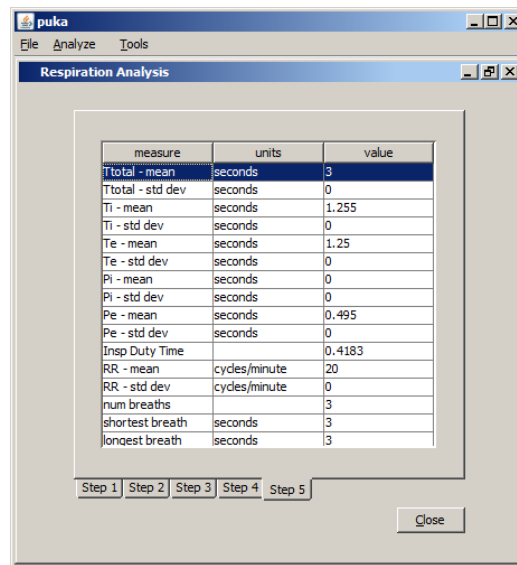 puka
File Analyze Tools
Respiration Analysis
measure units value
Ttotal - mean seconds 3
Ttotal - std dev seconds 0
Ti - mean seconds 1.255
Ti - std dev seconds 0
Te - mean seconds 1.25
Te - std dev seconds 0
Pi - mean seconds 0
Pi - std dev seconds 0
Pe - mean seconds 0.495
Pe - std dev seconds 0
Insp Duty Time 0.4183
RR - mean cycles/minute 20
RR - std dev cycles/minute 0
num breaths 3
shortest breath seconds 3
longest breath seconds 3
Step 1 Step 2 Step 3 Step 4 Step 5
Close